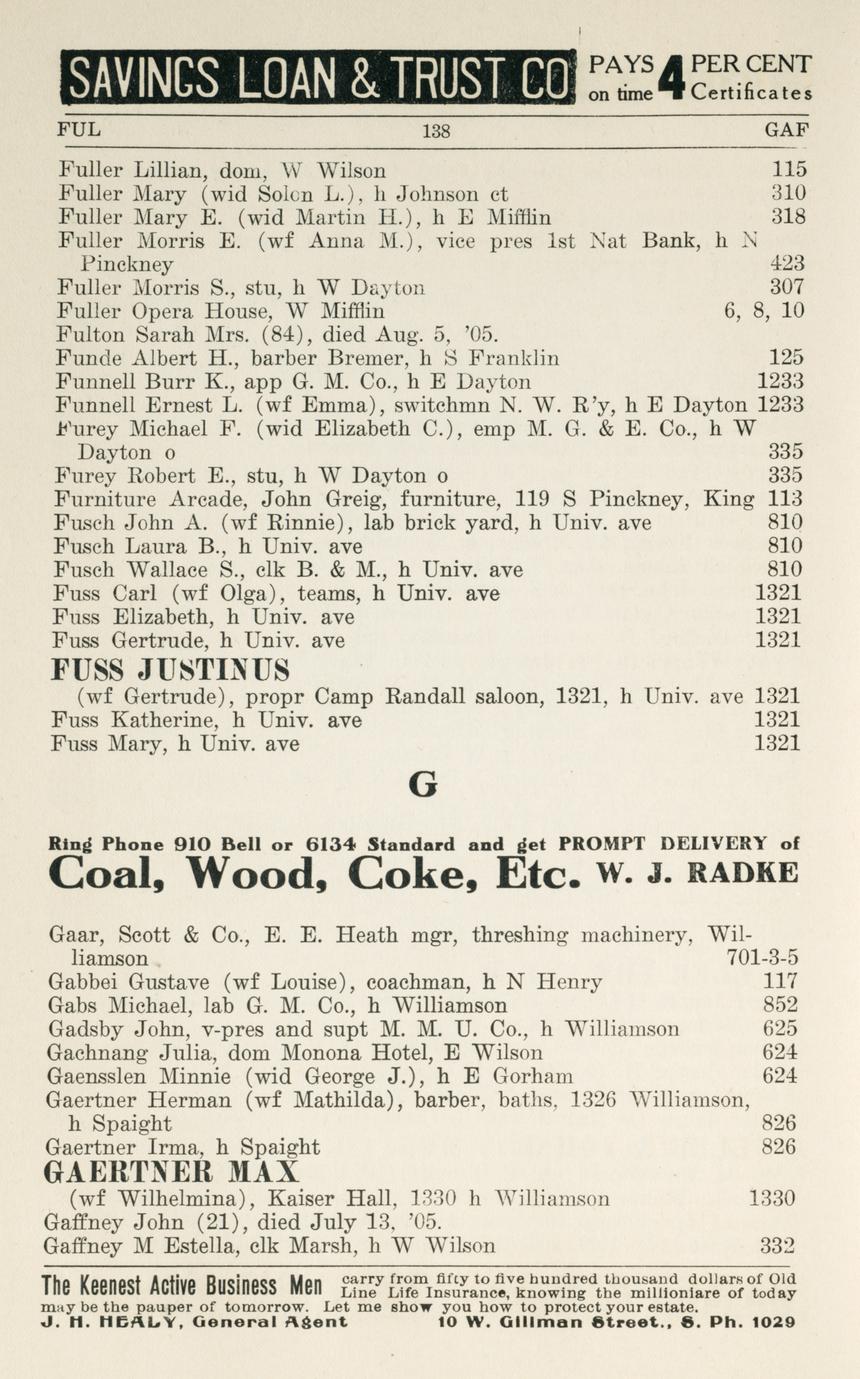 SAVINGS LOAN & TRUST CO PAYS on time 4 PER CENT Certificates
FUL 138 GAF
Fuller Lillian, dom, W Wilson 115
Fuller Mary (wid Solon L.), h Johnson ct 310
Fuller Mary E. (wid Martin H.), h E Mifflin 318
Fuller Morris E. (wf Anna M.), vice pres 1st Nat Bank, h N
Pinckney 423
Fuller Morris S., stu, h W Dayton 307
Fuller Opera House, W Mifflin 6, 8, 10
Fulton Sarah Mrs. (84), died Aug. 5, '05.
Funde Albert H., barber Bremer, h S Franklin 125
Funnell Burr K., app G. M. Co., h E Dayton 1233
Funnell Ernest L. (wf Emma), switchmn N. W. R'y, h E Dayton 1233
Furey Michael F. (wid Elizabeth C.), emp M. G. & E. Co., h W
Dayton o 335
Furey Robert E., stu, h W Dayton o 335
Furniture Arcade, John Greig, furniture, 119 S Pinckney, King 113
Fusch John A. (wf Rinnie), lab brick yard, h Univ. ave 810
Fusch Laura B., h Univ. ave 810
Fusch Wallace S., clk B. & M., h Univ. ave 810
Fuss Carl (wf Olga), teams, h Univ. ave 1321
Fuss Elizabeth, h Univ. ave 1321
Fuss Gertrude, h Univ. ave 1321
FUSS JUSTINUS
(wf Gertrude), propr Camp Randall saloon, 1321, h Univ. ave 1321
Fuss Katherine, h Univ. ave 1321
Fuss Mary, h Univ. ave 1321
G
Ring Phone 910 Bell or 6134 Standard and get PROMPT DELIVERY of
Coal, Wood, Coke, Etc. W. J. RADKE
Gaar, Scott & Co., E. E. Heath mgr, threshing machinery, Wil-
liamson 701-3-5
Gabbei Gustave (wf Louise), coachman, h N Henry 117
Gabs Michael, lab G. M. Co., h Williamson 852
Gadsby John, v-pres and supt M. M. U. Co., h Williamson 625
Gachnang Julia, dom Monona Hotel, E Wilson 624
Gaensslen Minnie (wid George J.), h E Gorham 624
Gaertner Herman (wf Mathilda), barber, baths, 1326 Williamson,
h Spaight 826
Gaertner Irma, h Spaight 826
GAERTNER MAX
(wf Wilhelmina), Kaiser Hall, 1330 h Williamson 1330
Gaffney John (21), died July 13, '05.
Gaffney M Estella, clk Marsh, h W Wilson 332
The Keenest Active Business Men carry from fifty to five hundred thousand dollars of Old
Line Life Insurance, knowing the millioniare of today
may be the pauper of tomorrow. Let me show you how to protect your estate.
J. H. HEALY, General Agent 10 W. Gillman Street., S. Ph. 1029